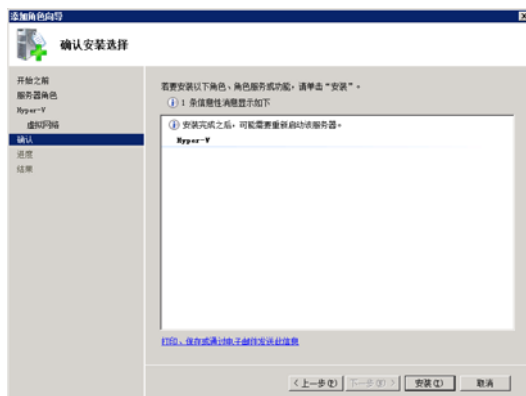 添加角色向导
确认安装选择
开始之前
服务器角色
Hyper-V
虚拟网络
确认
进度
结果
若要安装以下角色、角色服务或功能，请单击“安装”。
1 条信息性消息显示如下
安装完成之后，可能需要重新启动该服务器。
Hyper-V
打印、保存或通过电子邮件发送此信息
< 上一步(P)
下一步(N) >
安装(I)
取消